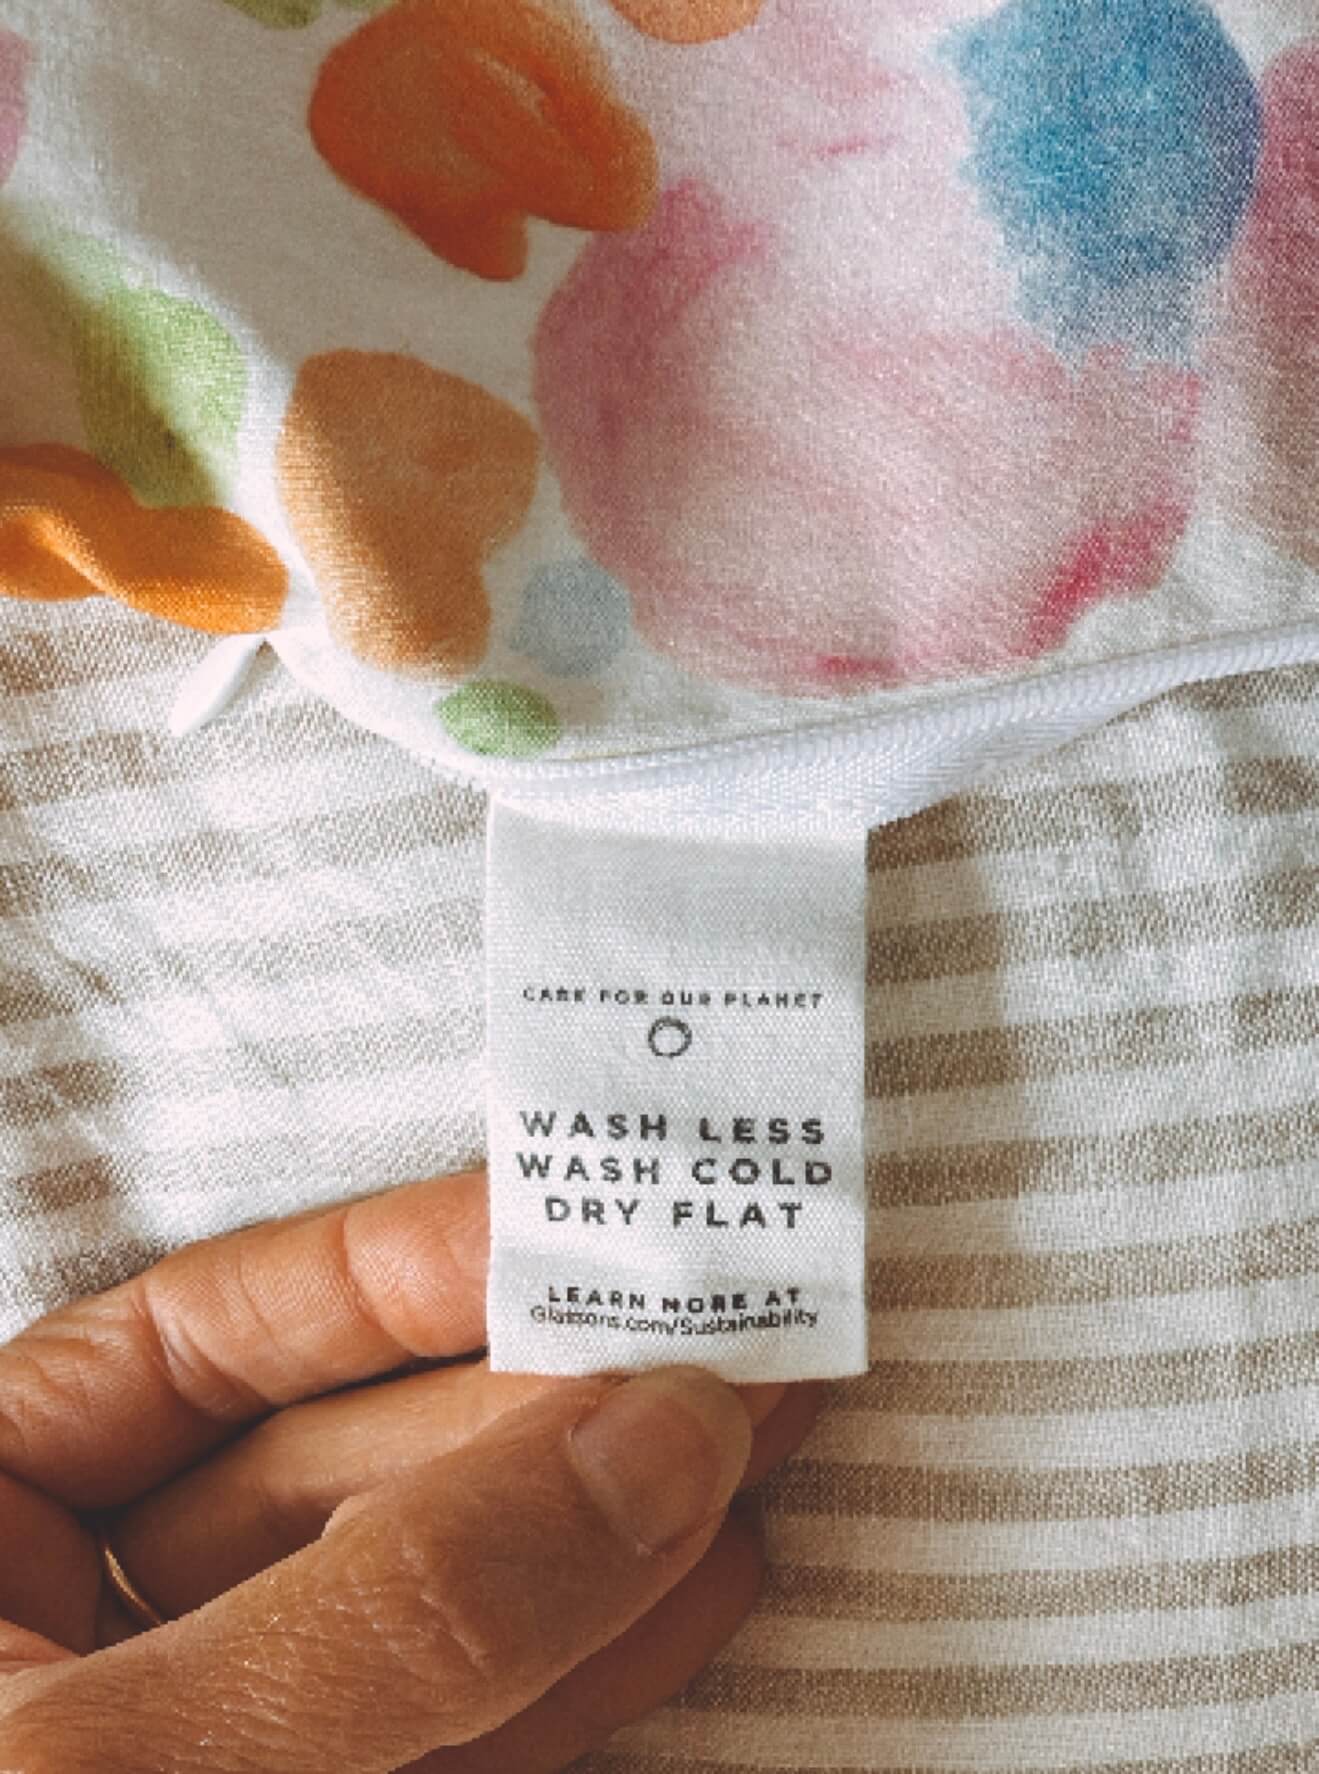 CARE FOR OUR PLANET
WASH LESS
WASH COLD
DRY FLAT
LEARN MORE AT
Glassons.com/Sustainability